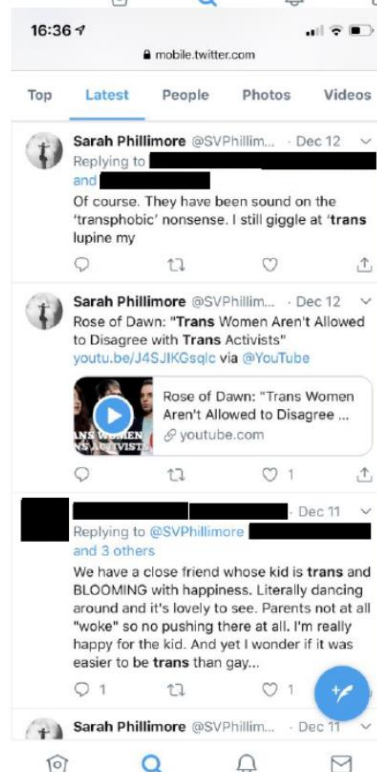 16:36
mobile.twitter.com
Top Latest People Photos Videos
Sarah Phillimore @SVPhillim... · Dec 12
Replying to
and
Of course. They have been sound on the
'transphobic' nonsense. I still giggle at 'trans
lupine my
Sarah Phillimore @SVPhillim... · Dec 12
Rose of Dawn: "Trans Women Aren't Allowed
to Disagree with Trans Activists"
youtu.be/J4SJIKGsqlc via @YouTube
Rose of Dawn: "Trans Women
Aren't Allowed to Disagree ...
youtube.com
1
· Dec 11
Replying to @SVPhillimore
and 3 others
We have a close friend whose kid is trans and
BLOOMING with happiness. Literally dancing
around and it's lovely to see. Parents not at all
"woke" so no pushing there at all. I'm really
happy for the kid. And yet I wonder if it was
easier to be trans than gay...
1 1
Sarah Phillimore @SVPhillim... · Dec 11